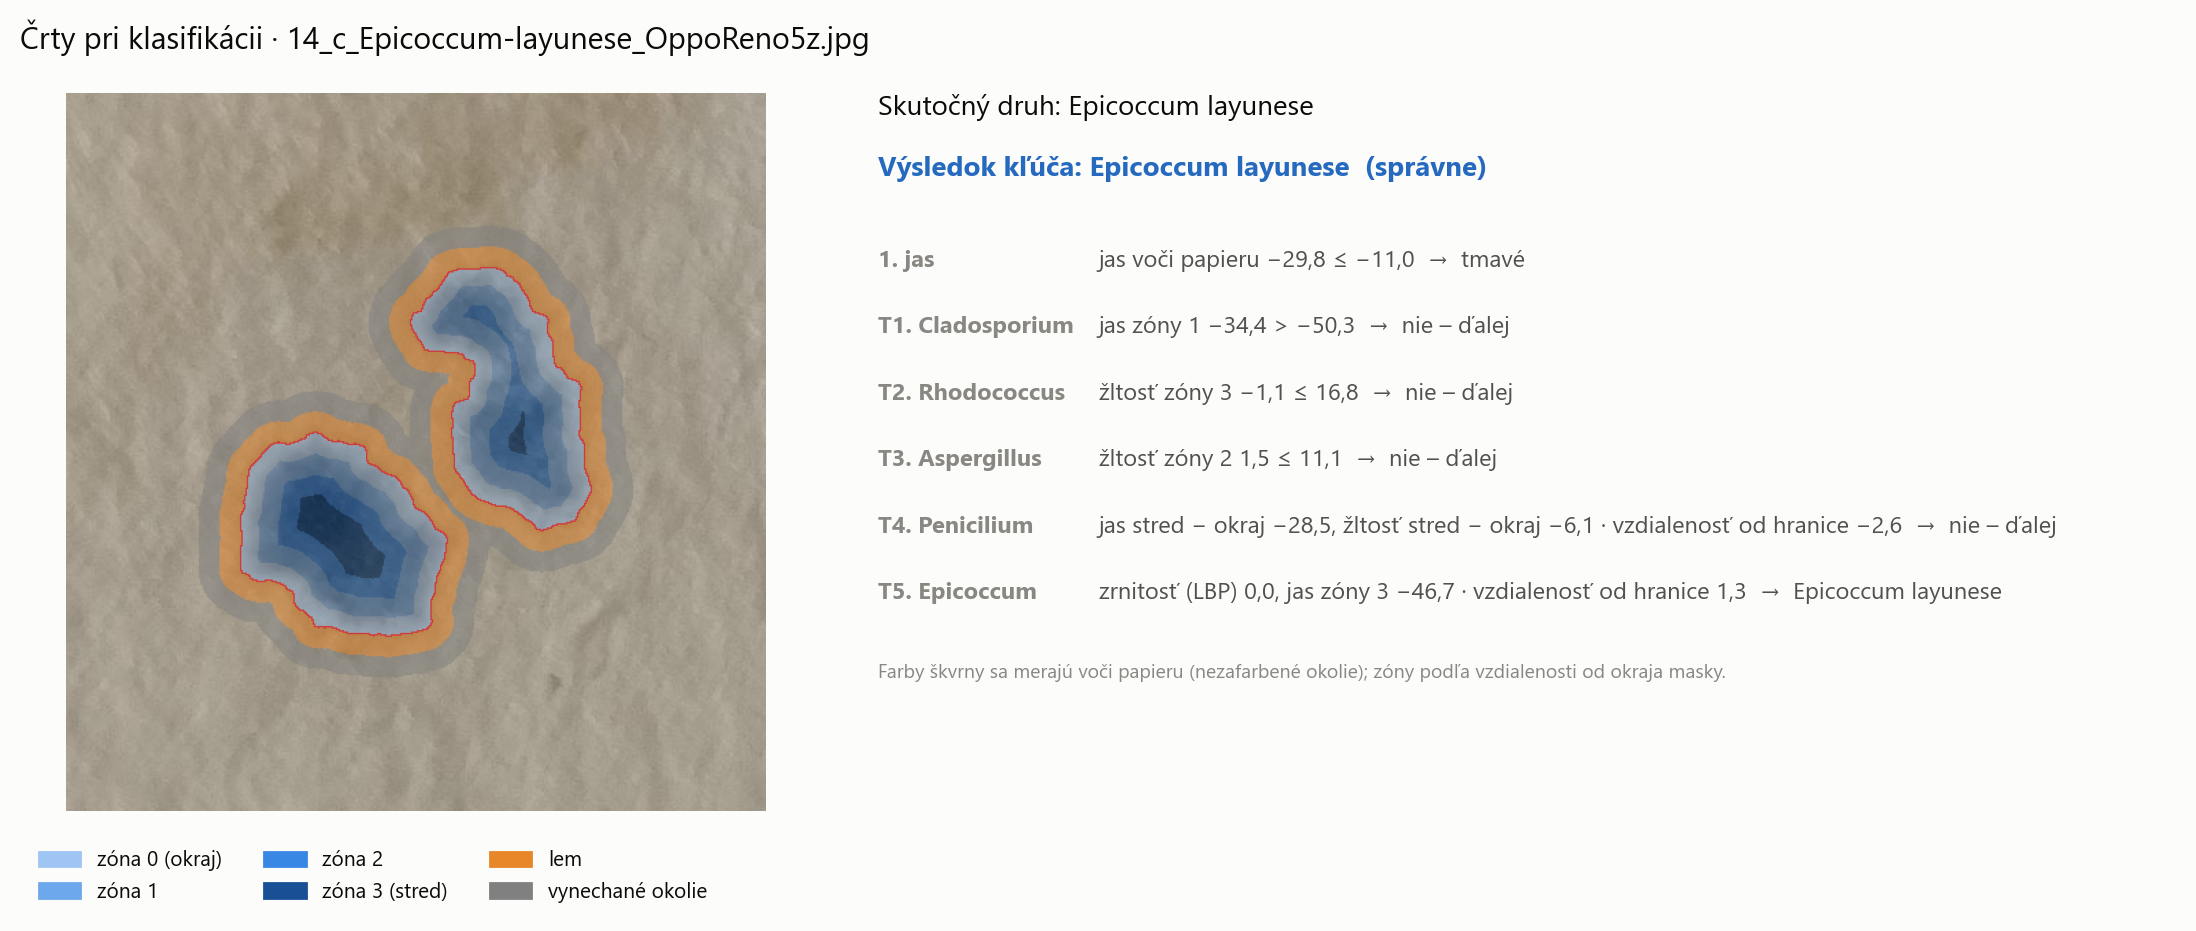 Črty pri klasifikácii · 14_c_Epicoccum-layunese_OppoReno5z.jpg
Skutočný druh: Epicoccum layunese
Výsledok kľúča: Epicoccum layunese (správne)
1. jas jas voči papieru −29,8 ≤ −11,0 → tmavé
T1. Cladosporium jas zóny 1 −34,4 > −50,3 → nie – ďalej
T2. Rhodococcus žltosť zóny 3 −1,1 ≤ 16,8 → nie – ďalej
T3. Aspergillus žltosť zóny 2 1,5 ≤ 11,1 → nie – ďalej
T4. Penicilium jas stred − okraj −28,5, žltosť stred − okraj −6,1 · vzdialenosť od hranice −2,6 → nie – ďalej
T5. Epicoccum zrnitosť (LBP) 0,0, jas zóny 3 −46,7 · vzdialenosť od hranice 1,3 → Epicoccum layunese
Farby škvrny sa merajú voči papieru (nezafarbené okolie); zóny podľa vzdialenosti od okraja masky.
zóna 0 (okraj) zóna 2 lem
zóna 1 zóna 3 (stred) vynechané okolie